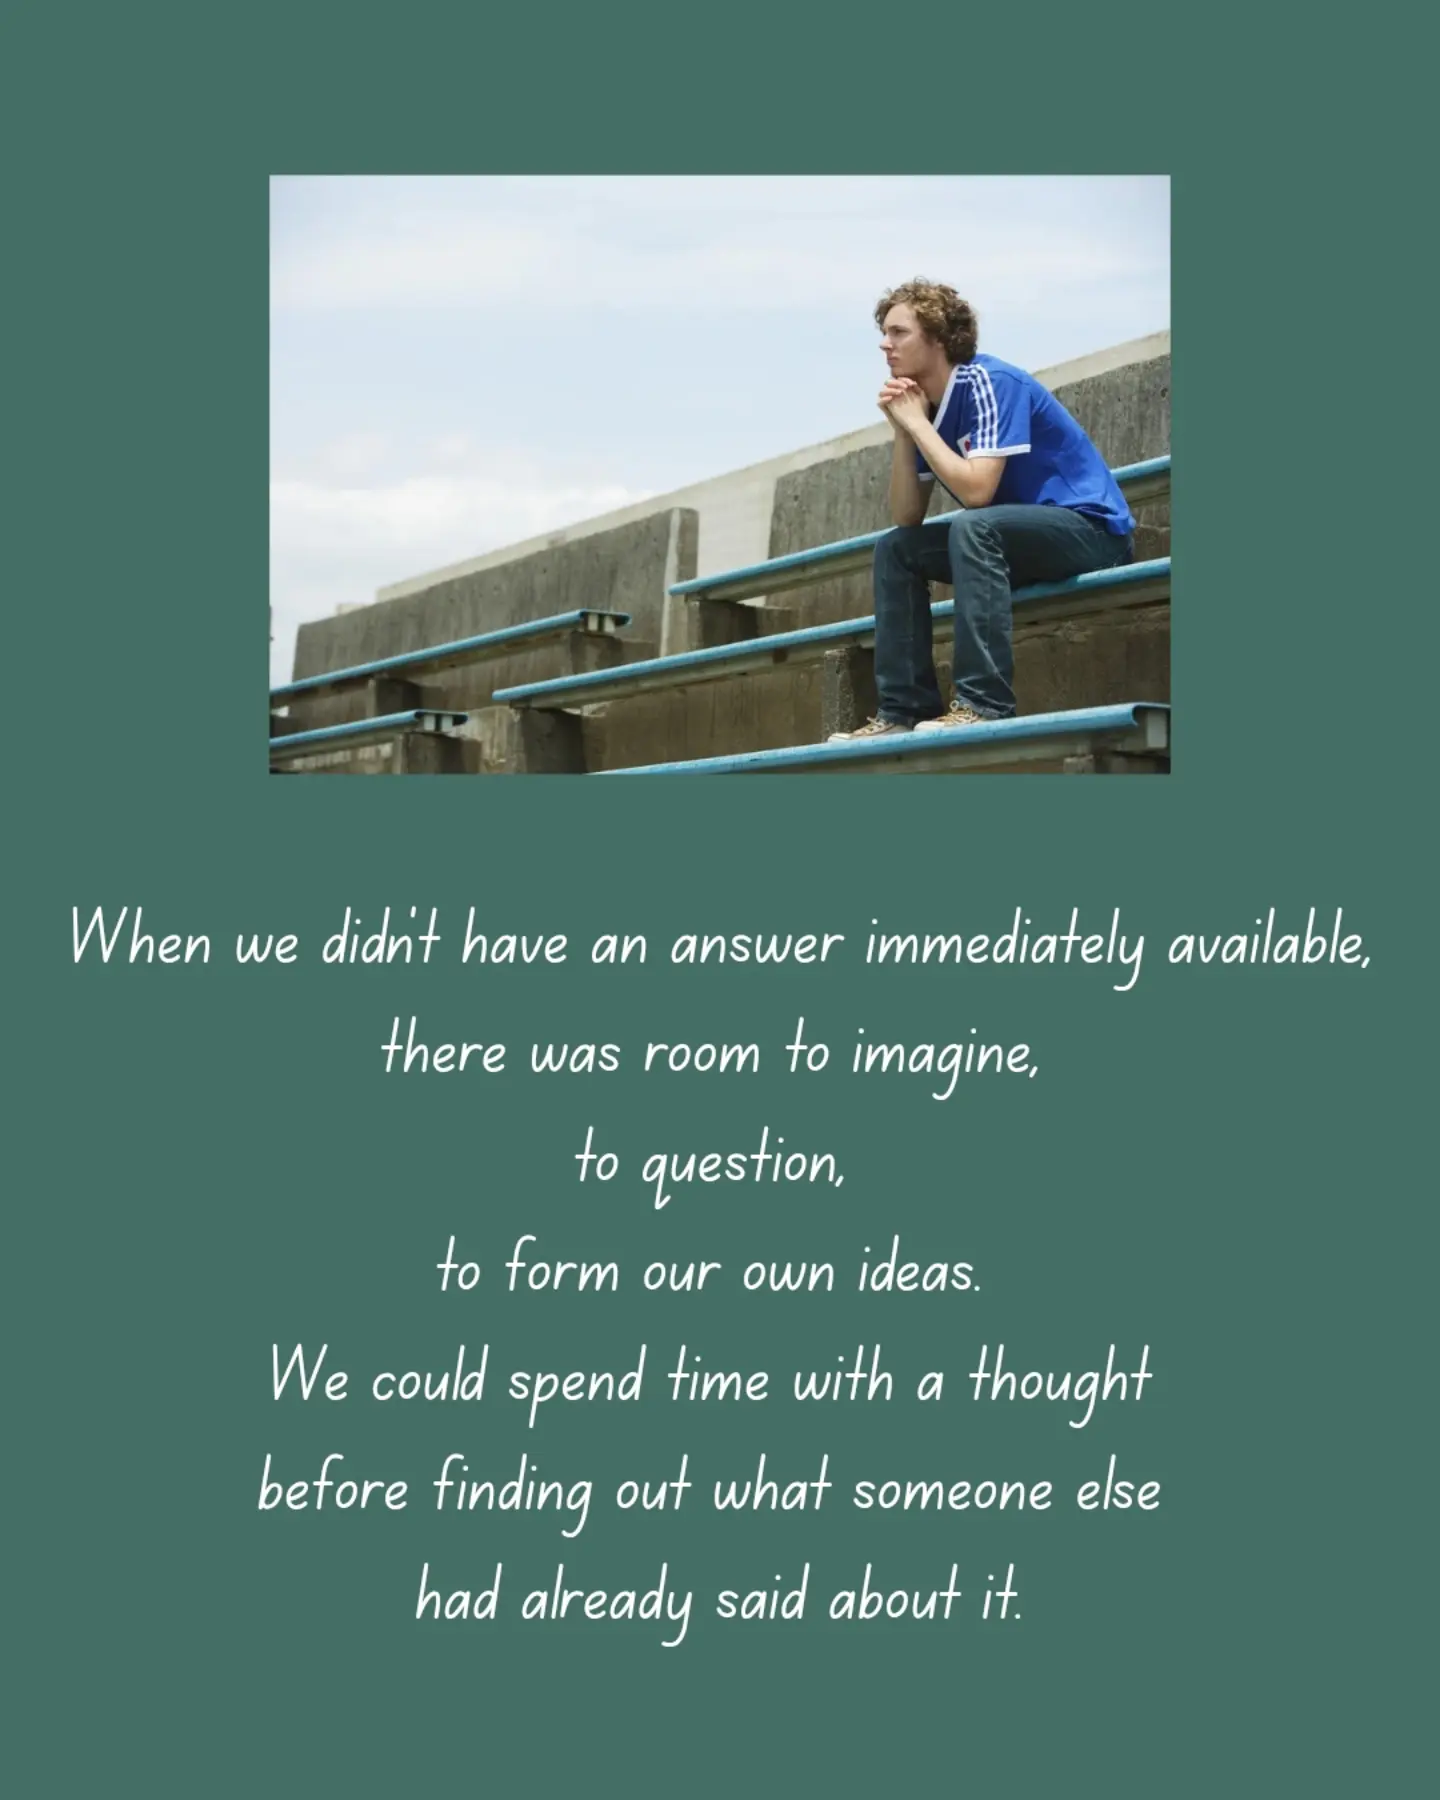 When we didn't have an answer immediately available,
there was room to imagine,
to question,
to form our own ideas.
We could spend time with a thought
before finding out what someone else
had already said about it.